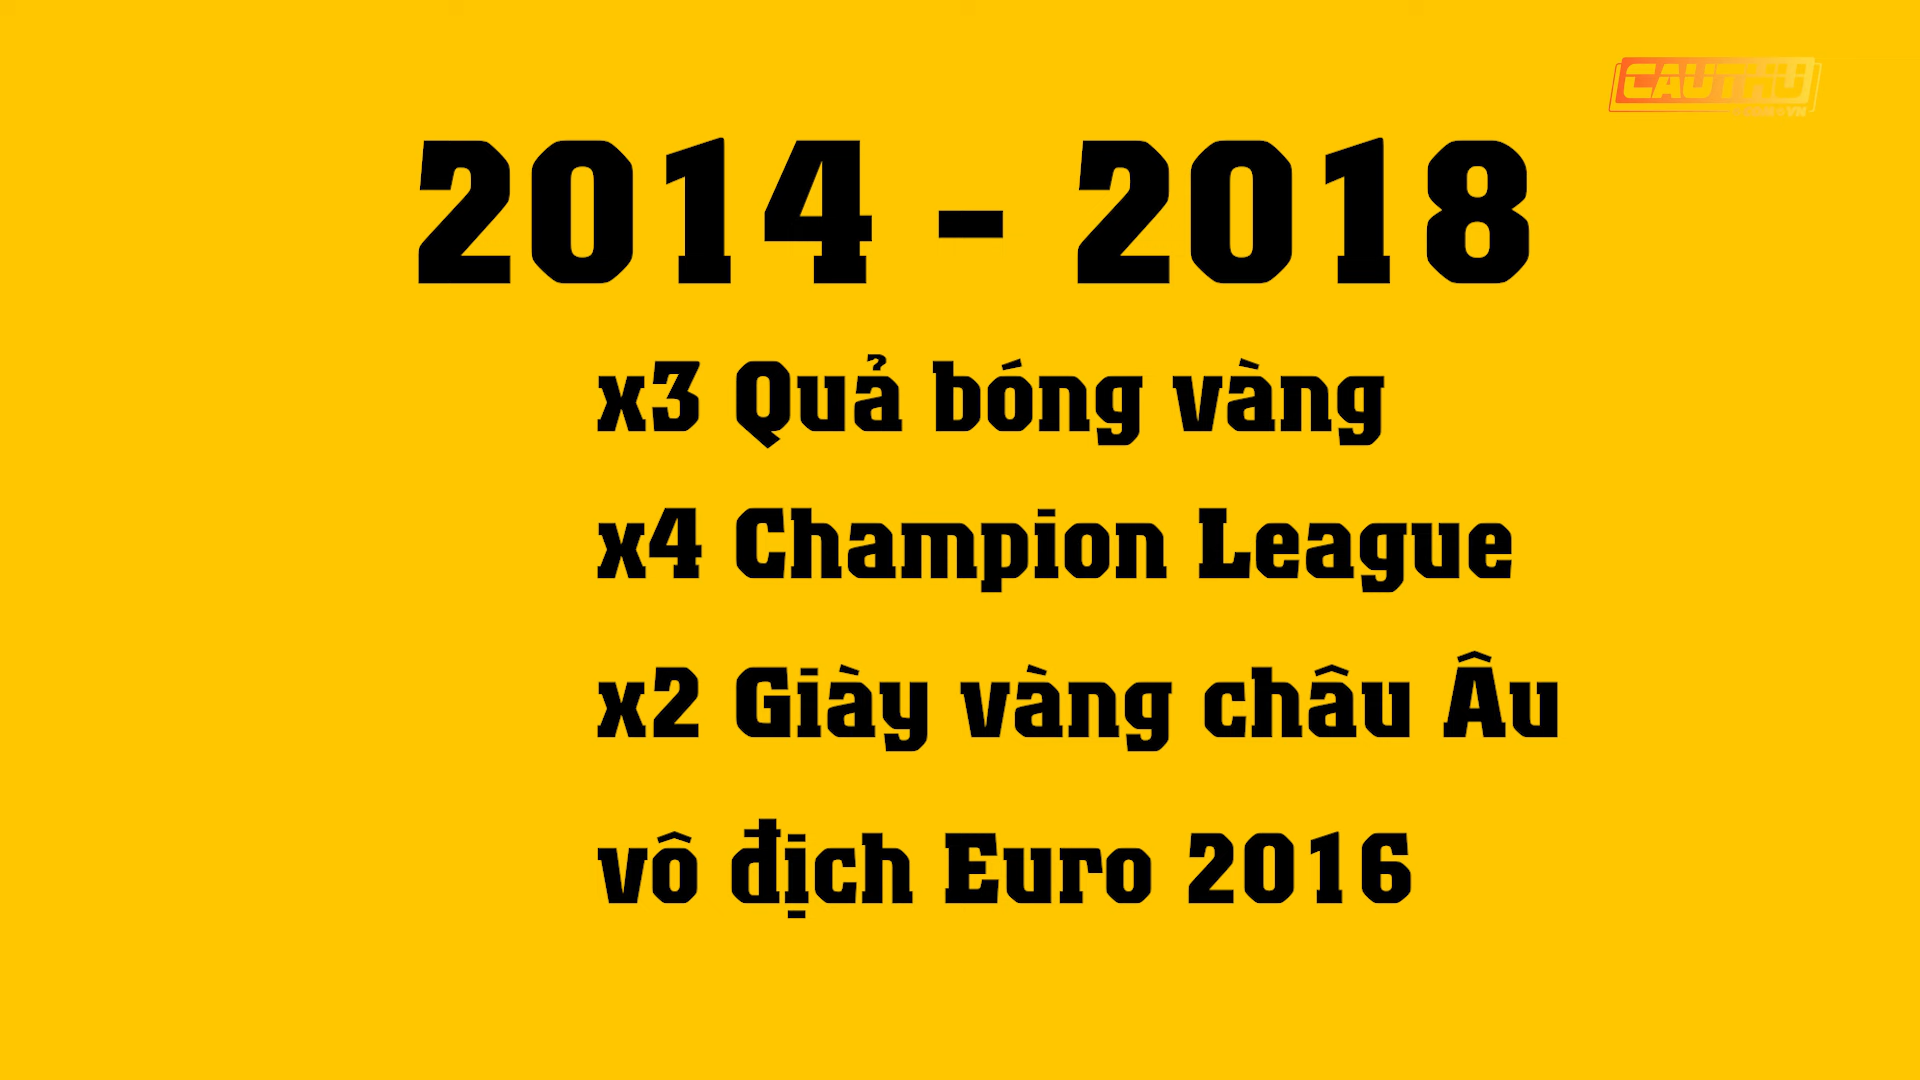 CAUTHU
2014 - 2018
x3 Quả bóng vàng
x4 Champion League
x2 Giày vàng châu Âu
vô địch Euro 2016